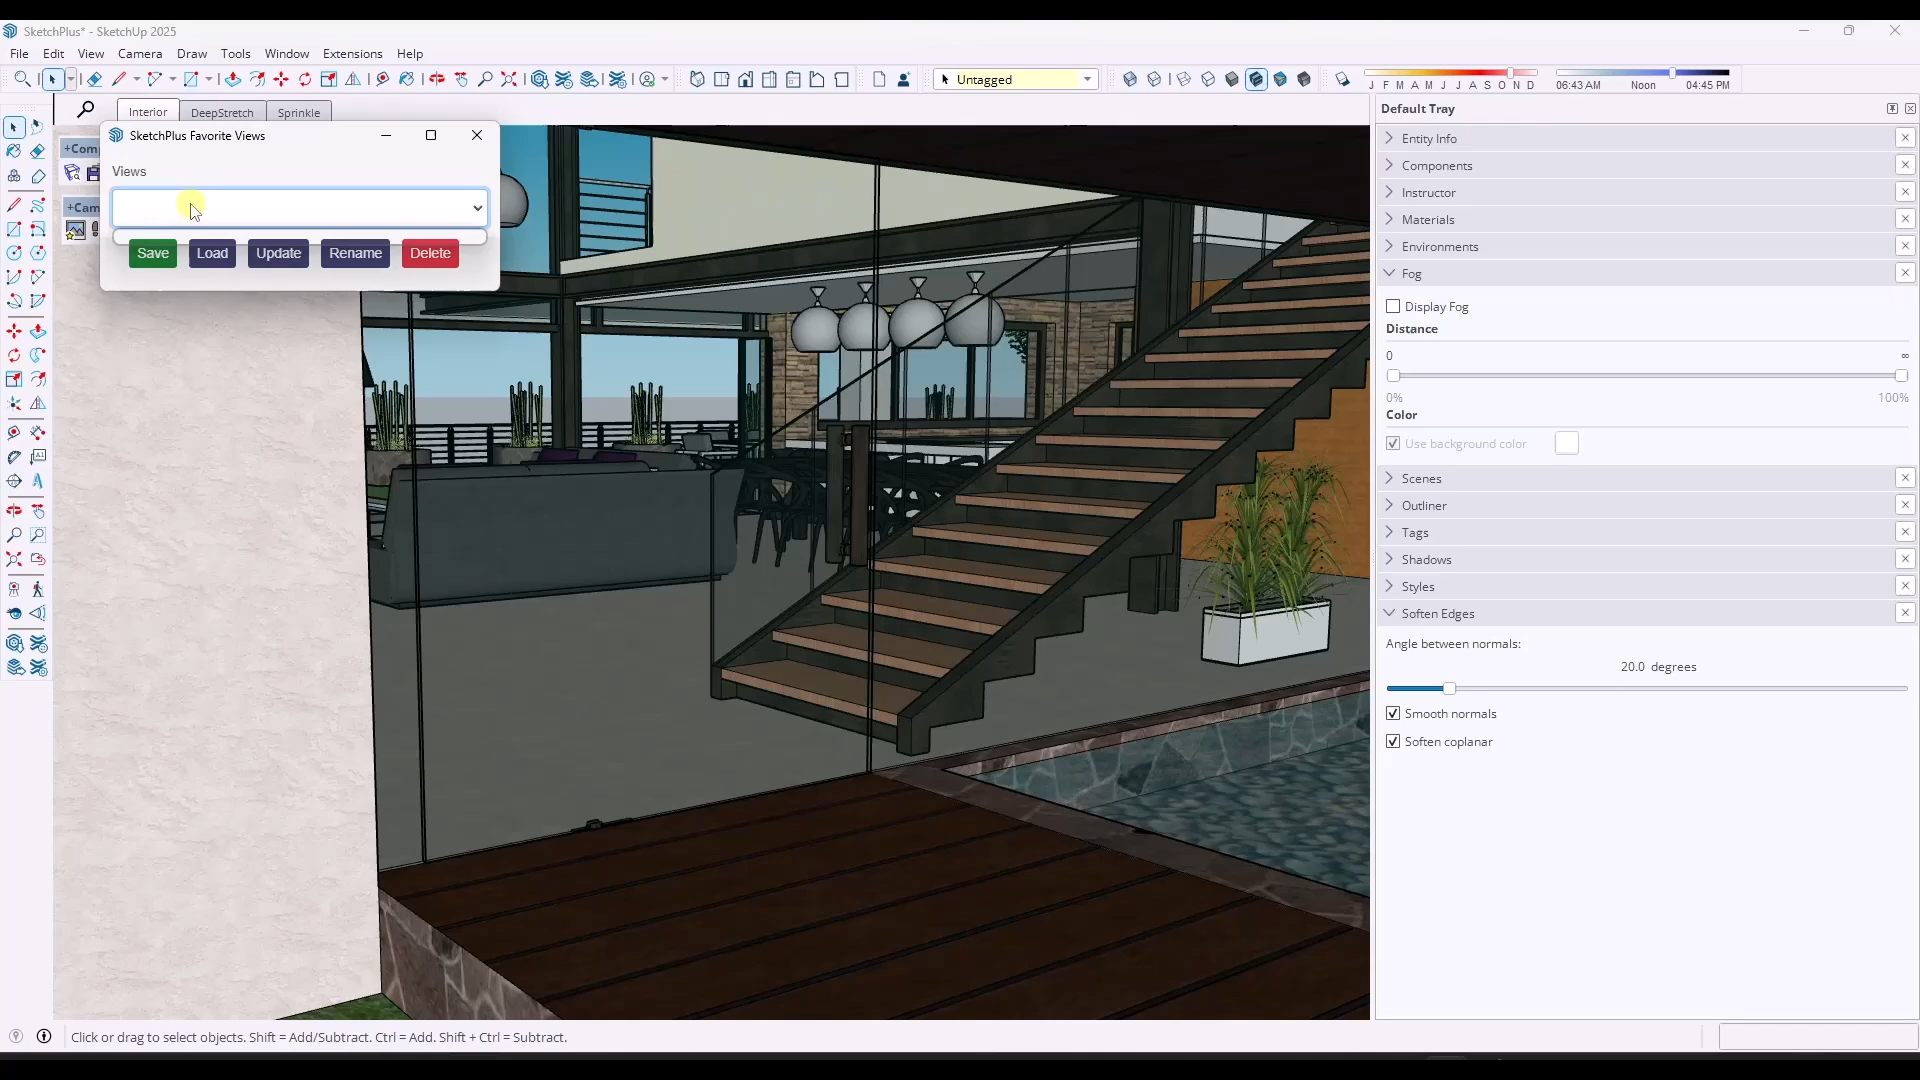 SketchPlus* - SketchUp 2025
File Edit View Camera Draw Tools Window Extensions Help
Untagged
J F M A M J J A S O N D
06:43 AM Noon 04:45 PM
Interior DeepStretch Sprinkle
SketchPlus Favorite Views
Views
Save Load Update Rename Delete
Default Tray
Entity Info
Components
Instructor
Materials
Environments
Fog
Display Fog
Distance
0 ∞
0% 100%
Color
Use background color
Scenes
Outliner
Tags
Shadows
Styles
Soften Edges
Angle between normals:
20.0 degrees
Smooth normals
Soften coplanar
Click or drag to select objects. Shift = Add/Subtract. Ctrl = Add. Shift + Ctrl = Subtract.